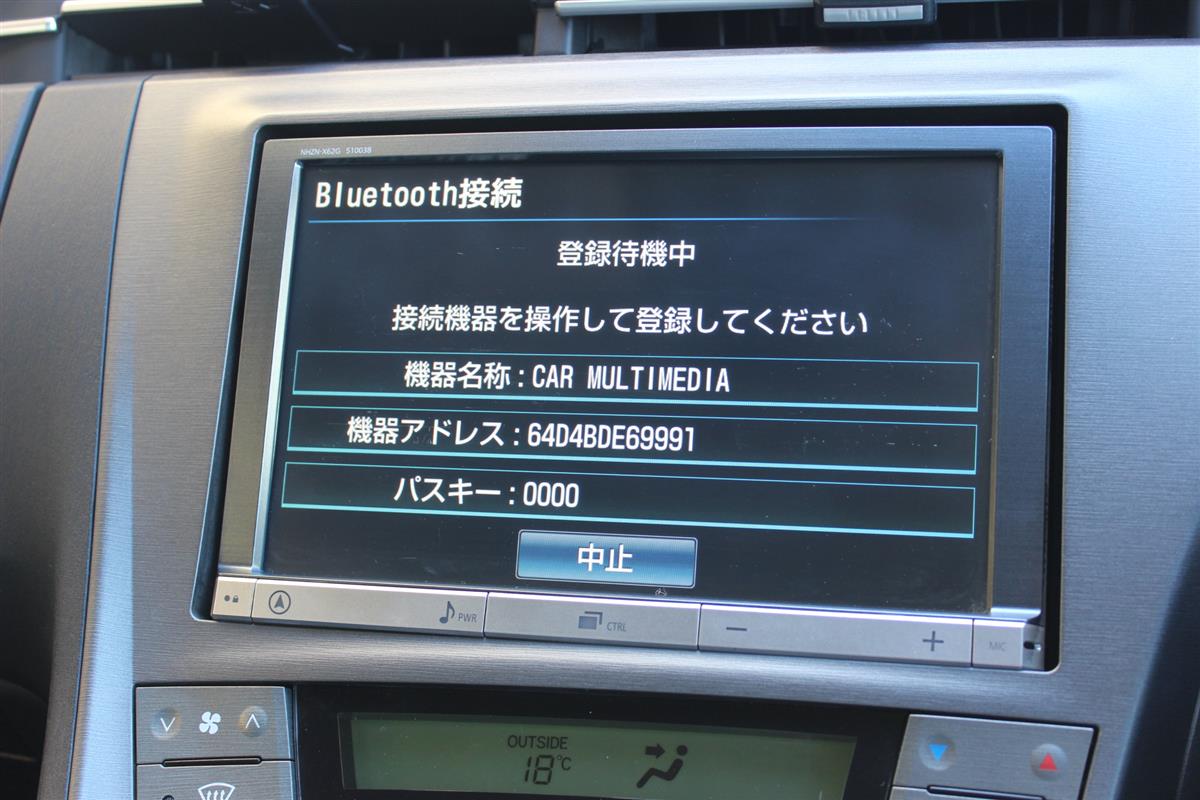 NHZN-X62G 510038
Bluetooth接続
登録待機中
接続機器を操作して登録してください
機器名称:CAR MULTIMEDIA
機器アドレス:64D4BDE69991
パスキー:0000
中止
PWR
CTRL
− +
MIC
OUTSIDE
18℃